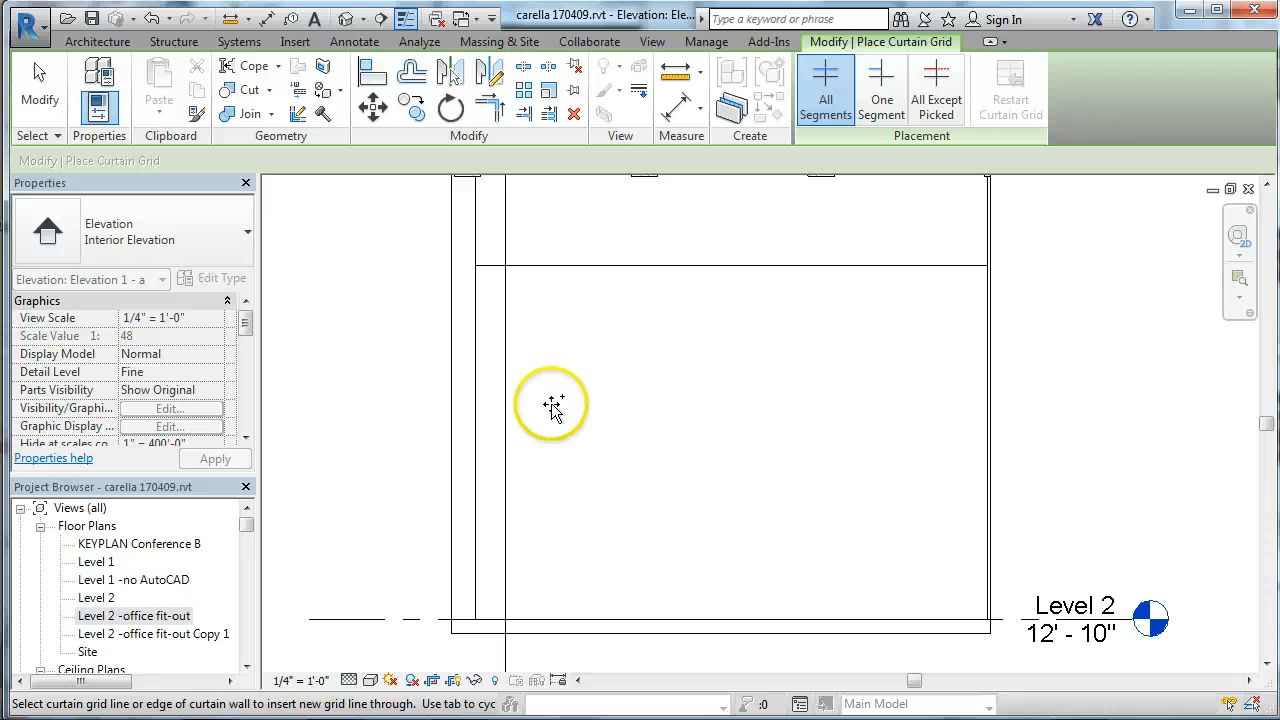 carella 170409.rvt - Elevation: Ele...
Type a keyword or phrase
Sign In
Architecture Structure Systems Insert Annotate Analyze Massing & Site Collaborate View Manage Add-Ins Modify | Place Curtain Grid
Modify
Paste
Cope
Cut
Join
All Segments
One Segment
All Except Picked
Restart Curtain Grid
Select Properties Clipboard Geometry Modify View Measure Create Placement
Modify | Place Curtain Grid
Properties
Elevation
Interior Elevation
Elevation: Elevation 1 - a
Edit Type
Graphics
View Scale 1/4" = 1'-0"
Scale Value 1: 48
Display Model Normal
Detail Level Fine
Parts Visibility Show Original
Visibility/Graphi... Edit...
Graphic Display ... Edit...
Hide at scales co 1" = 400'-0"
Properties help Apply
Project Browser - carella 170409.rvt
Views (all)
Floor Plans
KEYPLAN Conference B
Level 1
Level 1 -no AutoCAD
Level 2
Level 2 -office fit-out
Level 2 -office fit-out Copy 1
Site
Ceiling Plans
2D
Level 2
12' - 10"
1/4" = 1'-0"
Select curtain grid line or edge of curtain wall to insert new grid line through. Use tab to cyc
:0
Main Model